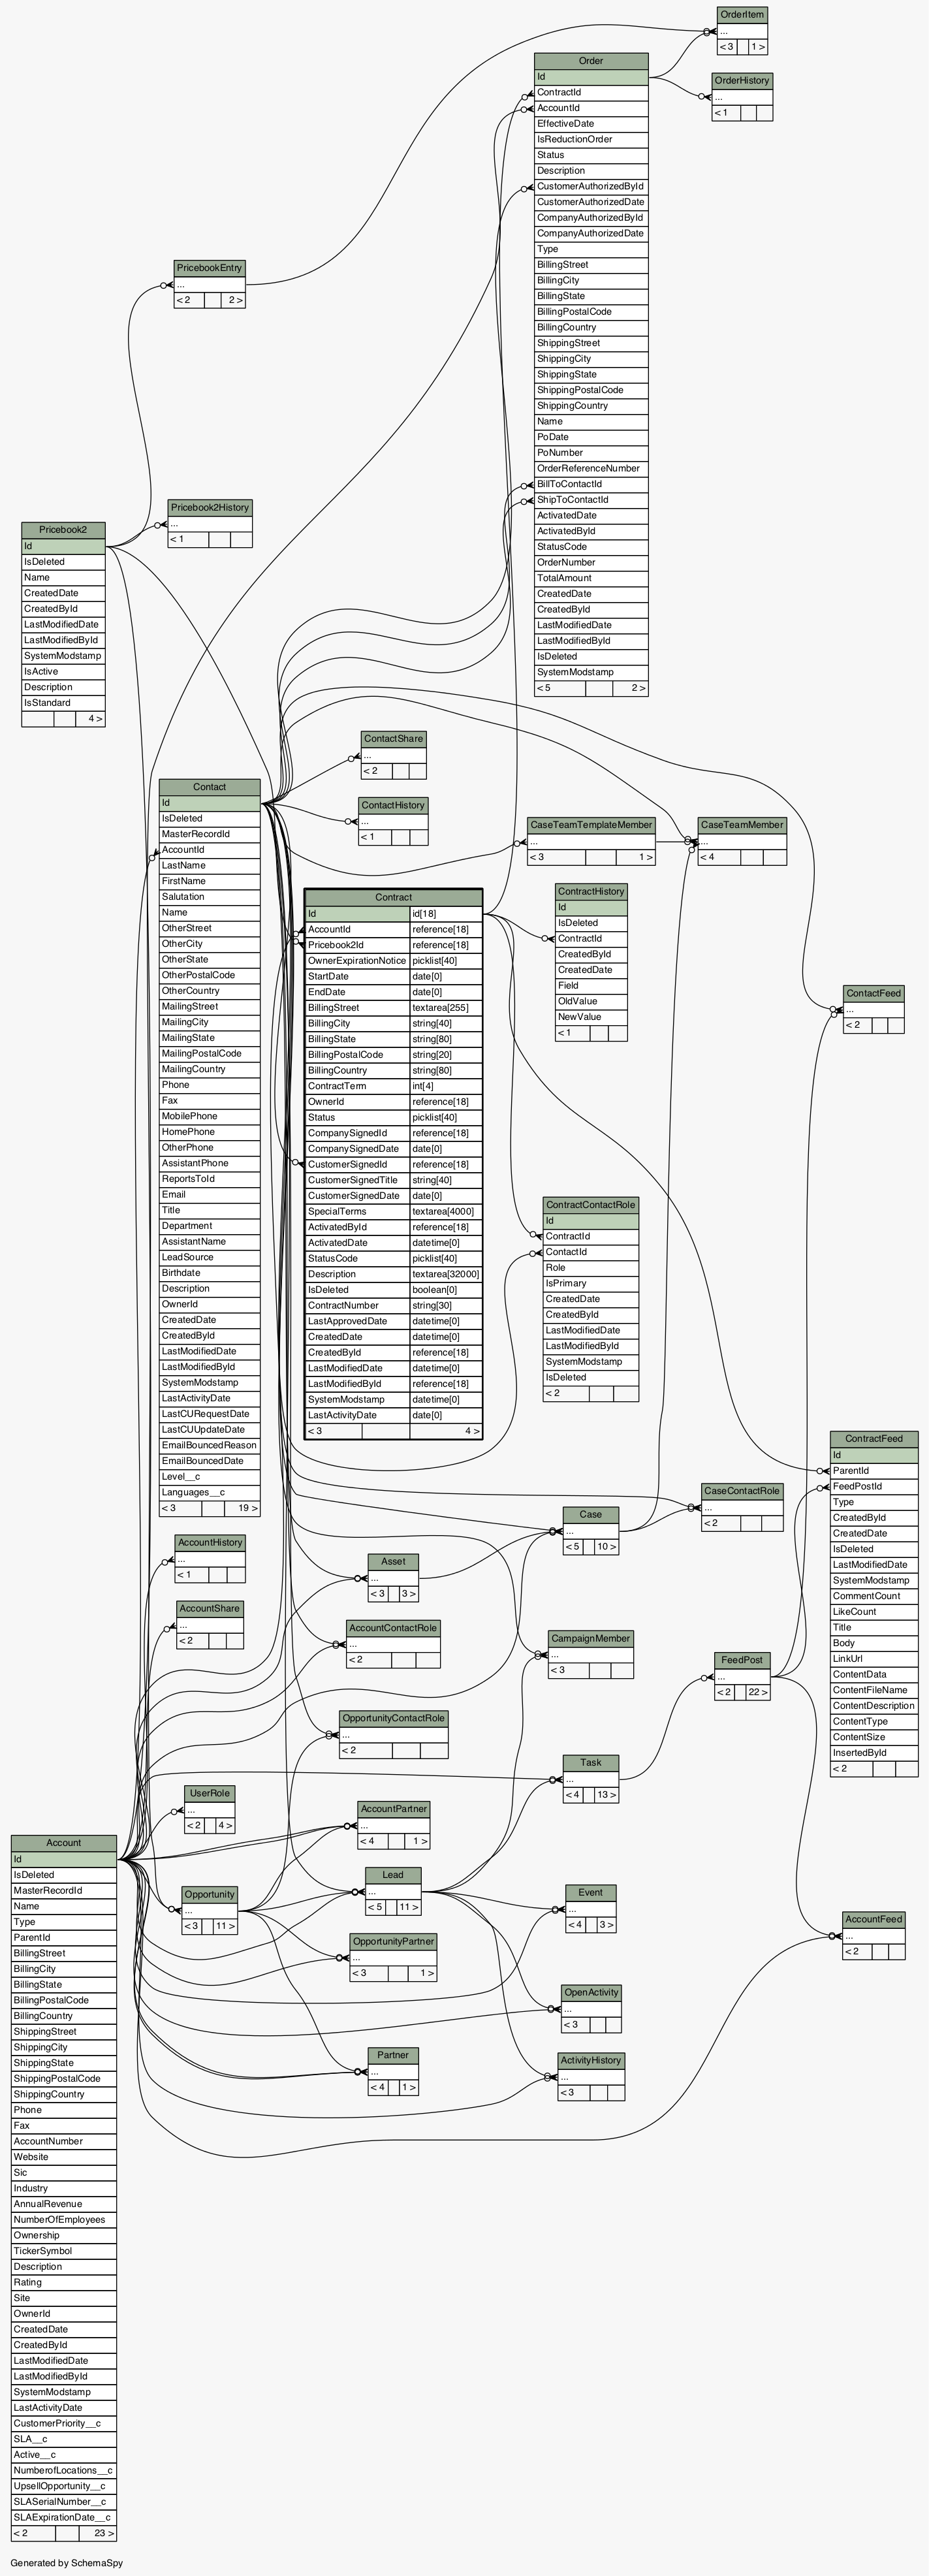 OrderItem
...
< 3 1 >
OrderHistory
...
< 1
Order
Id
ContractId
AccountId
EffectiveDate
IsReductionOrder
Status
Description
CustomerAuthorizedById
CustomerAuthorizedDate
CompanyAuthorizedById
CompanyAuthorizedDate
Type
BillingStreet
BillingCity
BillingState
BillingPostalCode
BillingCountry
ShippingStreet
ShippingCity
ShippingState
ShippingPostalCode
ShippingCountry
Name
PoDate
PoNumber
OrderReferenceNumber
BillToContactId
ShipToContactId
ActivatedDate
ActivatedById
StatusCode
OrderNumber
TotalAmount
CreatedDate
CreatedById
LastModifiedDate
LastModifiedById
IsDeleted
SystemModstamp
< 5 2 >
PricebookEntry
...
< 2 2 >
Pricebook2History
...
< 1
Pricebook2
Id
IsDeleted
Name
CreatedDate
CreatedById
LastModifiedDate
LastModifiedById
SystemModstamp
IsActive
Description
IsStandard
4 >
ContactShare
...
< 2
ContactHistory
...
< 1
CaseTeamTemplateMember
...
< 3 1 >
CaseTeamMember
...
< 4
Contact
Id
IsDeleted
MasterRecordId
AccountId
LastName
FirstName
Salutation
Name
OtherStreet
OtherCity
OtherState
OtherPostalCode
OtherCountry
MailingStreet
MailingCity
MailingState
MailingPostalCode
MailingCountry
Phone
Fax
MobilePhone
HomePhone
OtherPhone
AssistantPhone
ReportsToId
Email
Title
Department
AssistantName
LeadSource
Birthdate
Description
OwnerId
CreatedDate
CreatedById
LastModifiedDate
LastModifiedById
SystemModstamp
LastActivityDate
LastCURequestDate
LastCUUpdateDate
EmailBouncedReason
EmailBouncedDate
Level__c
Languages__c
< 3 19 >
Contract
Id id[18]
AccountId reference[18]
Pricebook2Id reference[18]
OwnerExpirationNotice picklist[40]
StartDate date[0]
EndDate date[0]
BillingStreet textarea[255]
BillingCity string[40]
BillingState string[80]
BillingPostalCode string[20]
BillingCountry string[80]
ContractTerm int[4]
OwnerId reference[18]
Status picklist[40]
CompanySignedId reference[18]
CompanySignedDate date[0]
CustomerSignedId reference[18]
CustomerSignedTitle string[40]
CustomerSignedDate date[0]
SpecialTerms textarea[4000]
ActivatedById reference[18]
ActivatedDate datetime[0]
StatusCode picklist[40]
Description textarea[32000]
IsDeleted boolean[0]
ContractNumber string[30]
LastApprovedDate datetime[0]
CreatedDate datetime[0]
CreatedById reference[18]
LastModifiedDate datetime[0]
LastModifiedById reference[18]
SystemModstamp datetime[0]
LastActivityDate date[0]
< 3 4 >
ContractHistory
Id
IsDeleted
ContractId
CreatedById
CreatedDate
Field
OldValue
NewValue
< 1
ContactFeed
...
< 2
ContractContactRole
Id
ContractId
ContactId
Role
IsPrimary
CreatedDate
CreatedById
LastModifiedDate
LastModifiedById
SystemModstamp
IsDeleted
< 2
ContractFeed
Id
ParentId
FeedPostId
Type
CreatedById
CreatedDate
IsDeleted
LastModifiedDate
SystemModstamp
CommentCount
LikeCount
Title
Body
LinkUrl
ContentData
ContentFileName
ContentDescription
ContentType
ContentSize
InsertedById
< 2
CaseContactRole
...
< 2
Case
...
< 5 10 >
AccountHistory
...
< 1
Asset
...
< 3 3 >
AccountShare
...
< 2
AccountContactRole
...
< 2
CampaignMember
...
< 3
FeedPost
...
< 2 22 >
OpportunityContactRole
...
< 2
Task
...
< 4 13 >
UserRole
...
< 2 4 >
AccountPartner
...
< 4 1 >
Lead
...
< 5 11 >
Opportunity
...
< 3 11 >
Event
...
< 4 3 >
AccountFeed
...
< 2
OpportunityPartner
...
< 3 1 >
OpenActivity
...
< 3
Partner
...
< 4 1 >
ActivityHistory
...
< 3
Account
Id
IsDeleted
MasterRecordId
Name
Type
ParentId
BillingStreet
BillingCity
BillingState
BillingPostalCode
BillingCountry
ShippingStreet
ShippingCity
ShippingState
ShippingPostalCode
ShippingCountry
Phone
Fax
AccountNumber
Website
Sic
Industry
AnnualRevenue
NumberOfEmployees
Ownership
TickerSymbol
Description
Rating
Site
OwnerId
CreatedDate
CreatedById
LastModifiedDate
LastModifiedById
SystemModstamp
LastActivityDate
CustomerPriority__c
SLA__c
Active__c
NumberofLocations__c
UpsellOpportunity__c
SLASerialNumber__c
SLAExpirationDate__c
< 2 23 >
Generated by SchemaSpy